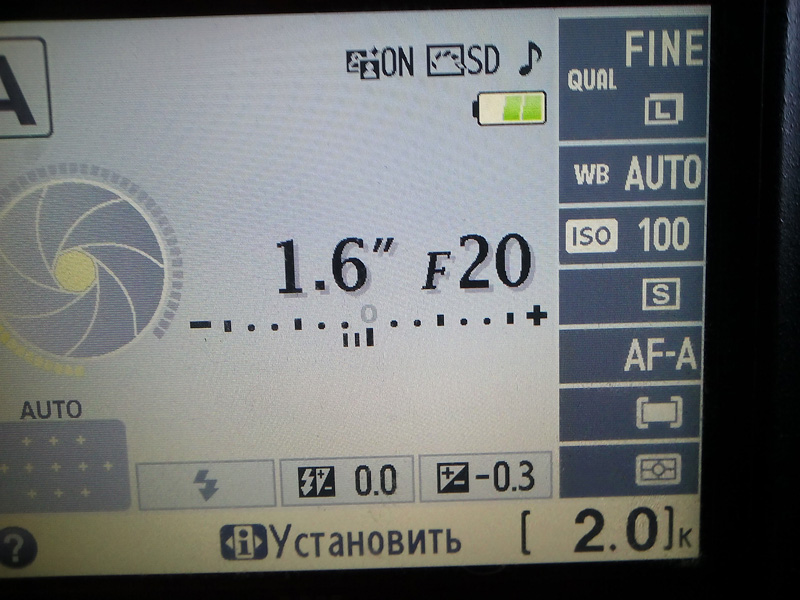 A
ON SD
QUAL FINE
L
WB AUTO
ISO 100
1.6" F20
S
- 0 +
AF-A
AUTO
0.0 -0.3
? i Установить [2.0]K